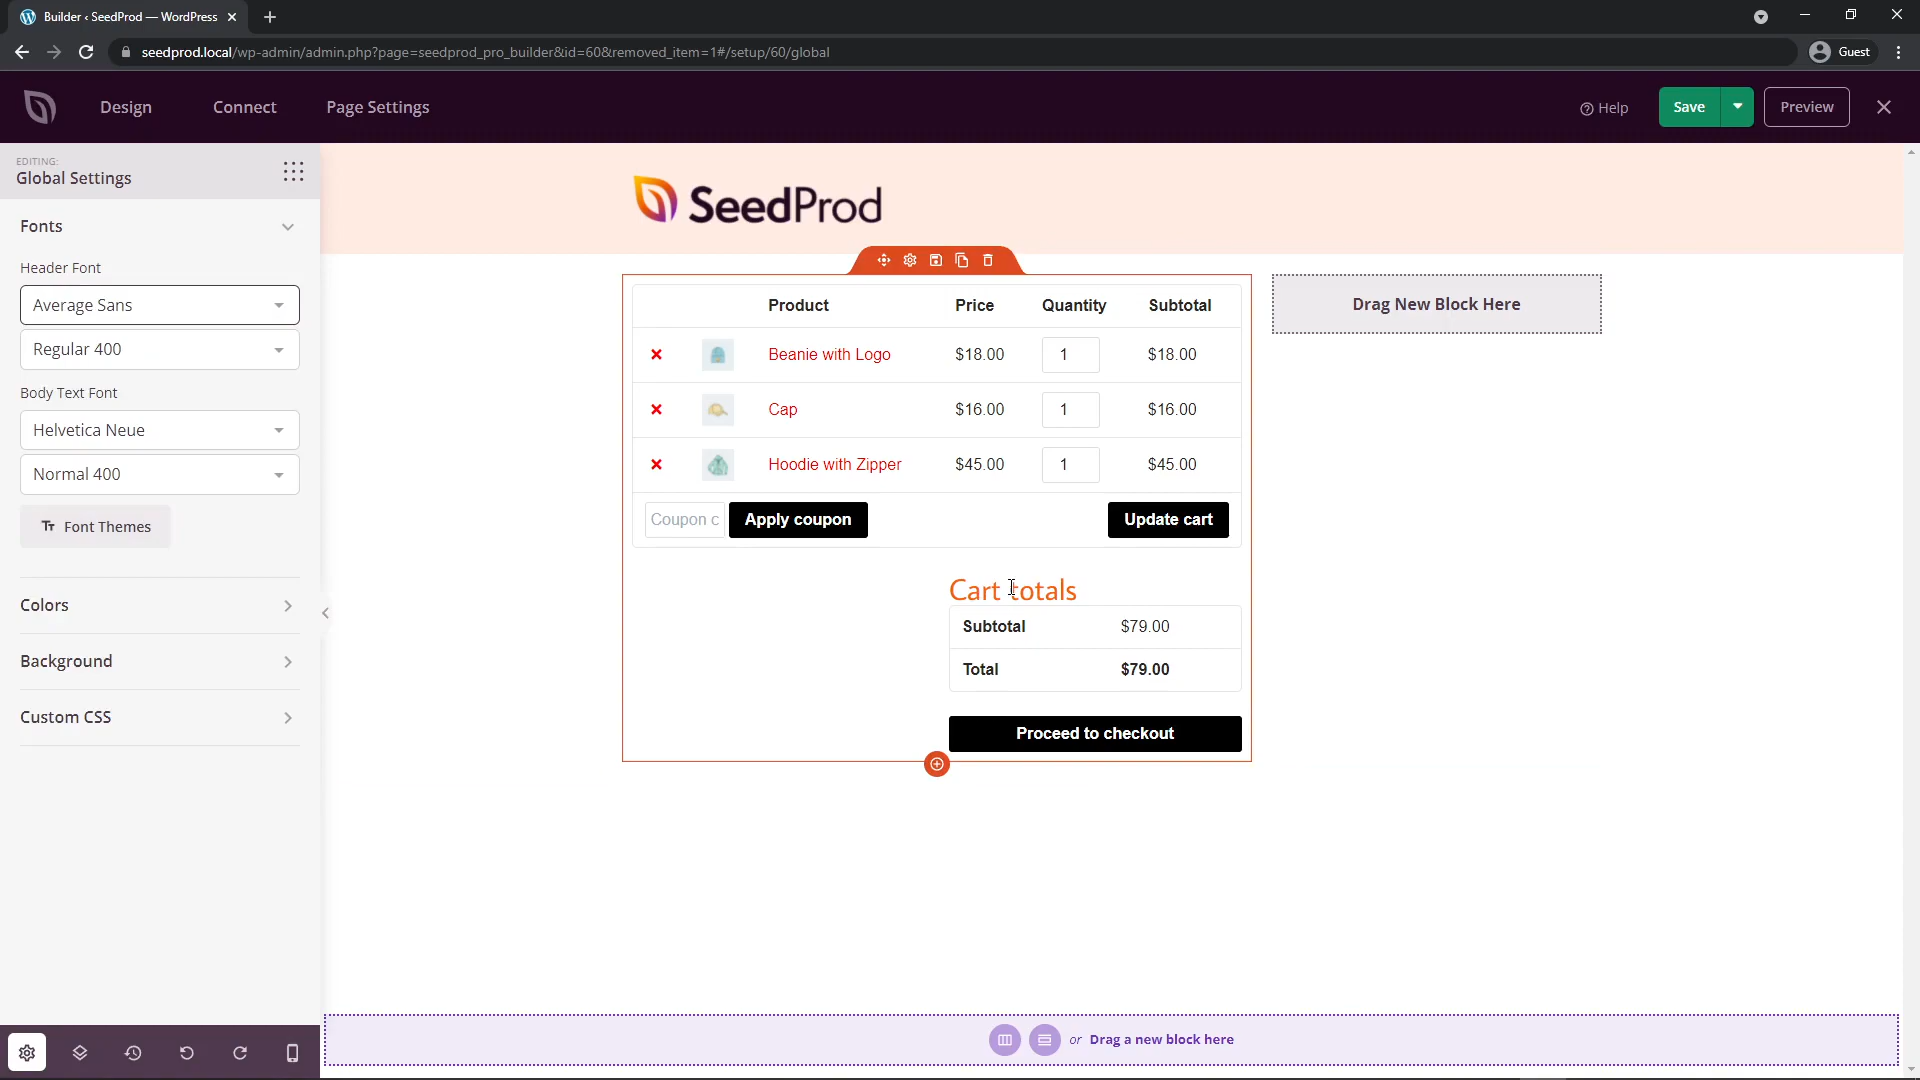 Builder ‹ SeedProd — WordPress
seedprod.local/wp-admin/admin.php?page=seedprod_pro_builder&id=60&removed_item=1#/setup/60/global
Guest
Design
Connect
Page Settings
Help
Save
Preview
EDITING:
Global Settings
Fonts
Header Font
Average Sans
Regular 400
Body Text Font
Helvetica Neue
Normal 400
Tт Font Themes
Colors
Background
Custom CSS
SeedProd
Product Price Quantity Subtotal
Beanie with Logo $18.00 1 $18.00
Cap $16.00 1 $16.00
Hoodie with Zipper $45.00 1 $45.00
Coupon c Apply coupon Update cart
Cart totals
Subtotal $79.00
Total $79.00
Proceed to checkout
Drag New Block Here
or Drag a new block here